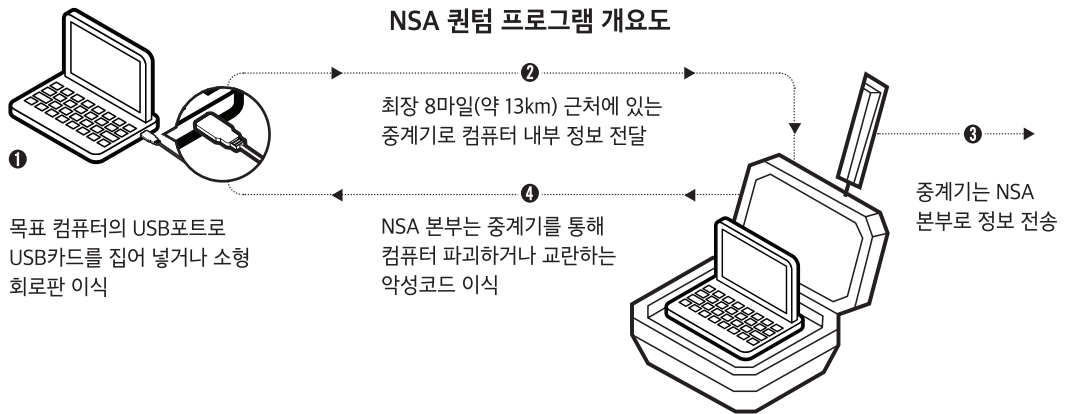 NSA 퀀텀 프로그램 개요도
❶
목표 컴퓨터의 USB포트로
USB카드를 집어 넣거나 소형
회로판 이식
❷
최장 8마일(약 13km) 근처에 있는
중계기로 컴퓨터 내부 정보 전달
❸
중계기는 NSA
본부로 정보 전송
❹
NSA 본부는 중계기를 통해
컴퓨터 파괴하거나 교란하는
악성코드 이식